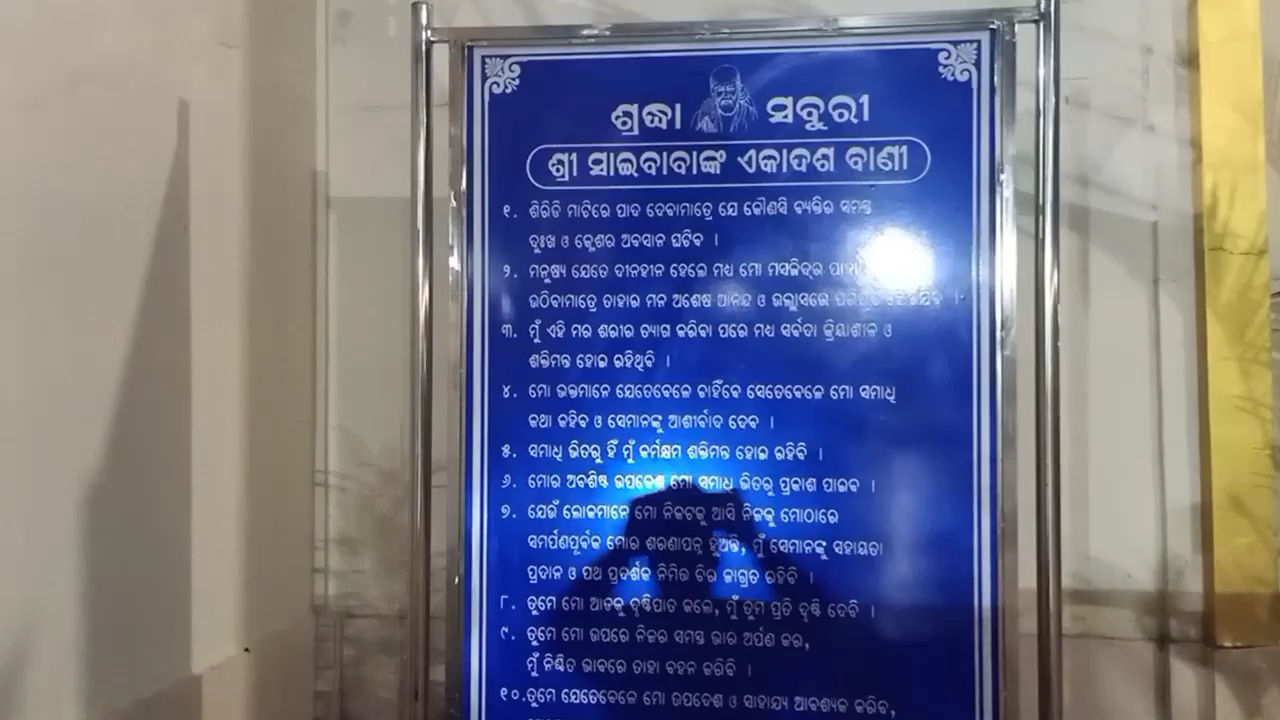 ଶ୍ରଦ୍ଧା ସବୁରୀ
ଶ୍ରୀ ସାଇବାବାଙ୍କ ଏକାଦଶ ବାଣୀ
୧. ଶିରିଡି ମାଟିରେ ପାଦ ଦେବାମାତ୍ରେ ଯେ କୌଣସି ବ୍ୟକ୍ତିର ସମସ୍ତ
ଦୁଃଖ ଓ କ୍ଳେଶର ଅବସାନ ଘଟିବ ।
୨. ମନୁଷ୍ୟ ଯେତେ ଦୀନହୀନ ହେଲେ ମଧ୍ୟ ମୋ ମସଜିଦ୍‌ର
ଉଠିବାମାତ୍ରେ ତାହାର ମନ ଅଶେଷ ଆନନ୍ଦ ଓ ଉଲ୍ଲାସରେ ।
୩. ମୁଁ ଏହି ମର ଶରୀର ତ୍ୟାଗ କରିବା ପରେ ମଧ୍ୟ ସର୍ବଦା କ୍ରିୟାଶୀଳ ଓ
ଶକ୍ତିମନ୍ତ ହୋଇ ରହିଥିବି ।
୪. ମୋ ଭକ୍ତମାନେ ଯେତେବେଳେ ଚାହିଁବେ ସେତେବେଳେ ମୋ ସମାଧି
କଥା କହିବ ଓ ସେମାନଙ୍କୁ ଆଶୀର୍ବାଦ ଦେବ ।
୫. ସମାଧି ଭିତରୁ ହିଁ ମୁଁ କର୍ମକ୍ଷମ ଶକ୍ତିମନ୍ତ ହୋଇ ରହିବି ।
୬. ମୋର ଅବଶିଷ୍ଟ ଉପଦେଶ ମୋ ସମାଧି ଭିତରୁ ପ୍ରକାଶ ପାଇବ ।
୭. ଯେଉଁ ଲୋକମାନେ ମୋ ନିକଟକୁ ଆସି ନିଜକୁ ମୋଠାରେ
ସମର୍ପଣପୂର୍ବକ ମୋର ଶରଣାପନ୍ନ ହୁଅନ୍ତି, ମୁଁ ସେମାନଙ୍କୁ ସହାୟତା
ପ୍ରଦାନ ଓ ପଥ ପ୍ରଦର୍ଶକ ନିମିତ୍ତ ଚିର ଜାଗ୍ରତ ରହିବି ।
୮. ତୁମେ ମୋ ଆଡକୁ ଦୃଷ୍ଟିପାତ କଲେ, ମୁଁ ତୁମ ପ୍ରତି ଦୃଷ୍ଟି ଦେବି ।
୯. ତୁମେ ମୋ ଉପରେ ନିଜର ସମସ୍ତ ଭାର ଅର୍ପଣ କର,
ମୁଁ ନିଶ୍ଚିତ ଭାବରେ ତାହା ବହନ କରିବି ।
୧୦.ତୁମେ ଯେତେବେଳେ ମୋ ଉପଦେଶ ଓ ସାହାଯ୍ୟ ଆବଶ୍ୟକ କରିବ,